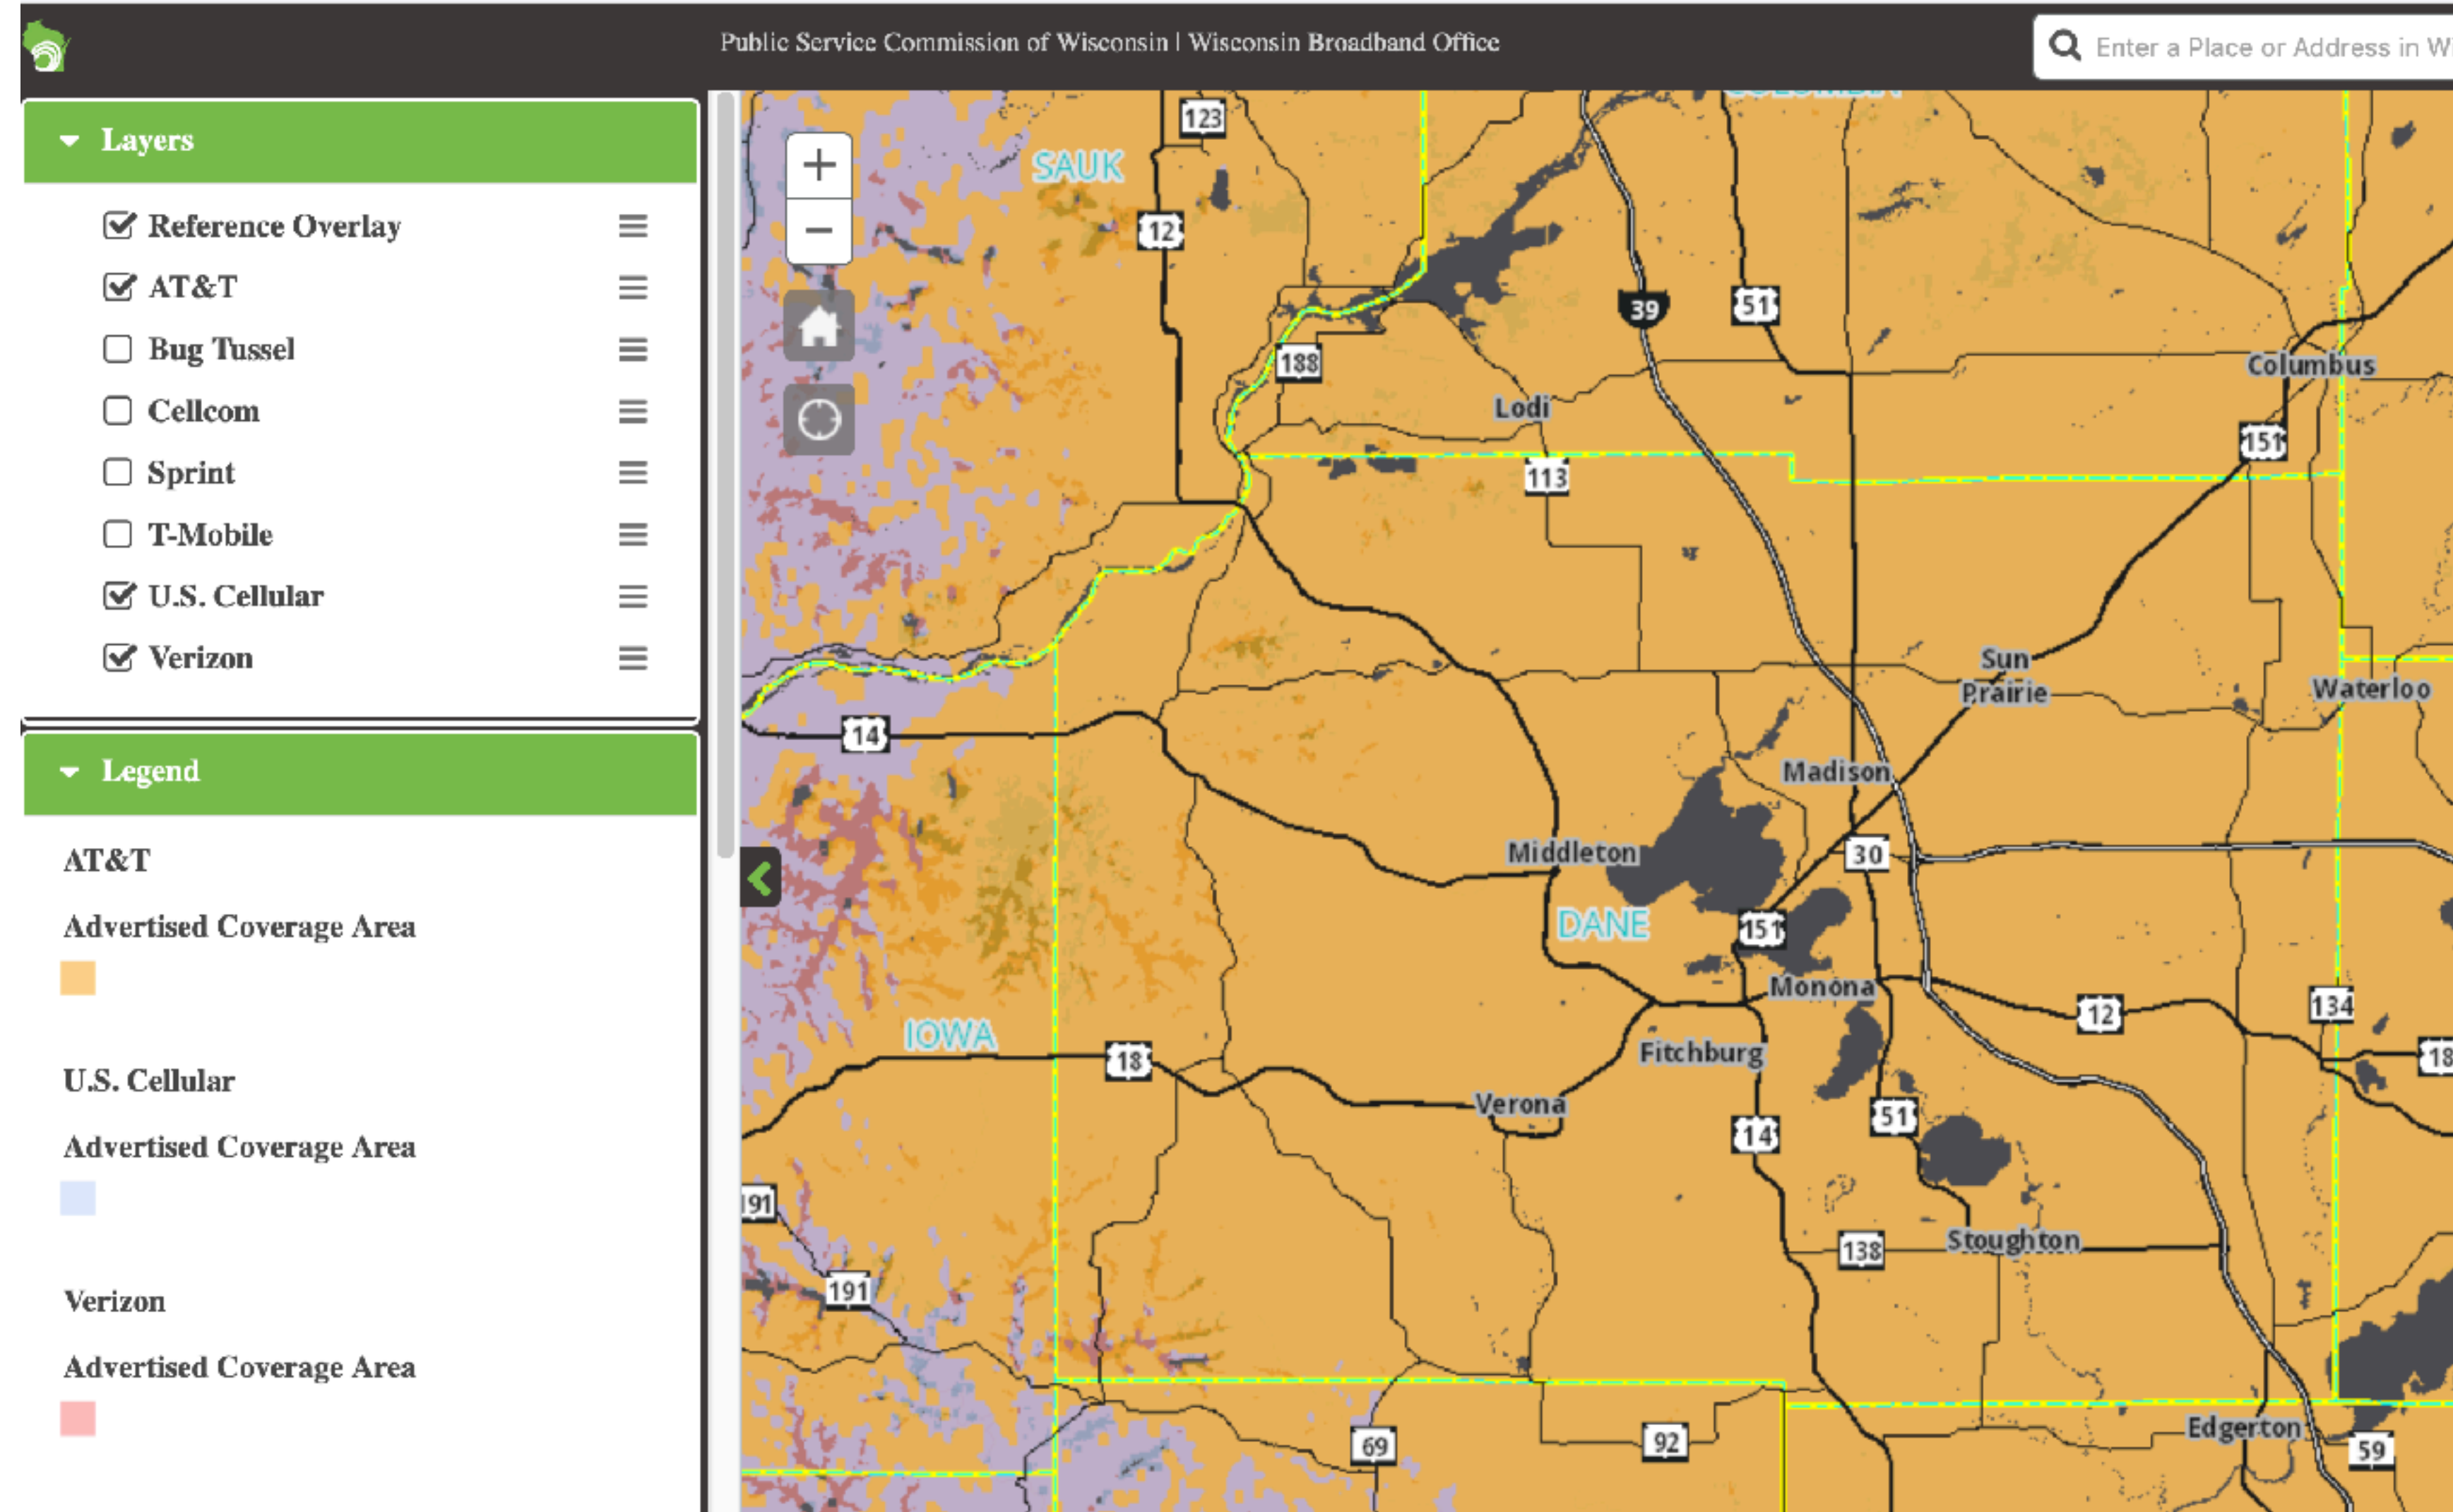 Public Service Commission of Wisconsin | Wisconsin Broadband Office
Enter a Place or Address in
Layers
Reference Overlay
AT&T
Bug Tussel
Cellcom
Sprint
T-Mobile
U.S. Cellular
Verizon
Legend
AT&T
Advertised Coverage Area
U.S. Cellular
Advertised Coverage Area
Verizon
Advertised Coverage Area
123
SAUK
12
39
51
188
Columbus
Lodi
151
113
Sun
Prairie
Waterloo
14
Madison
Middleton
30
DANE
151
Monona
134
12
IOWA
18
Fitchburg
18
Verona
51
14
191
Stoughton
138
191
Edgerton
69
92
59